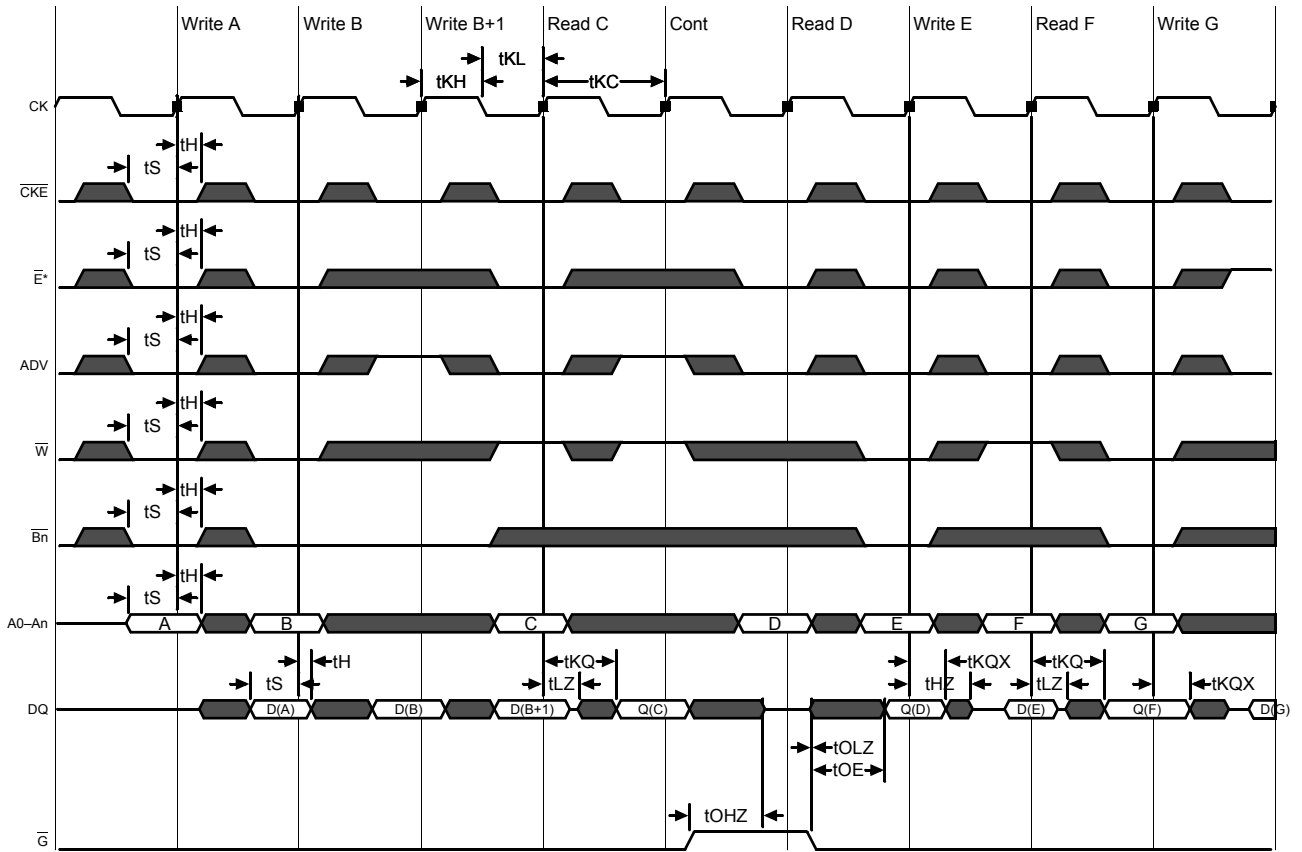 Write A Write B Write B+1 Read C Cont Read D Write E Read F Write G
tKL
tKH tKC
CK
tH
tS
CKE
tH
tS
E*
tH
tS
ADV
tH
tS
W
tH
tS
Bn
tH
tS
A0–An A B C D E F G
tH tKQ tKQX tKQ
tS tLZ tHZ tLZ tKQX
DQ D(A) D(B) D(B+1) Q(C) Q(D) D(E) Q(F) D(G)
tOLZ
tOE
tOHZ
G